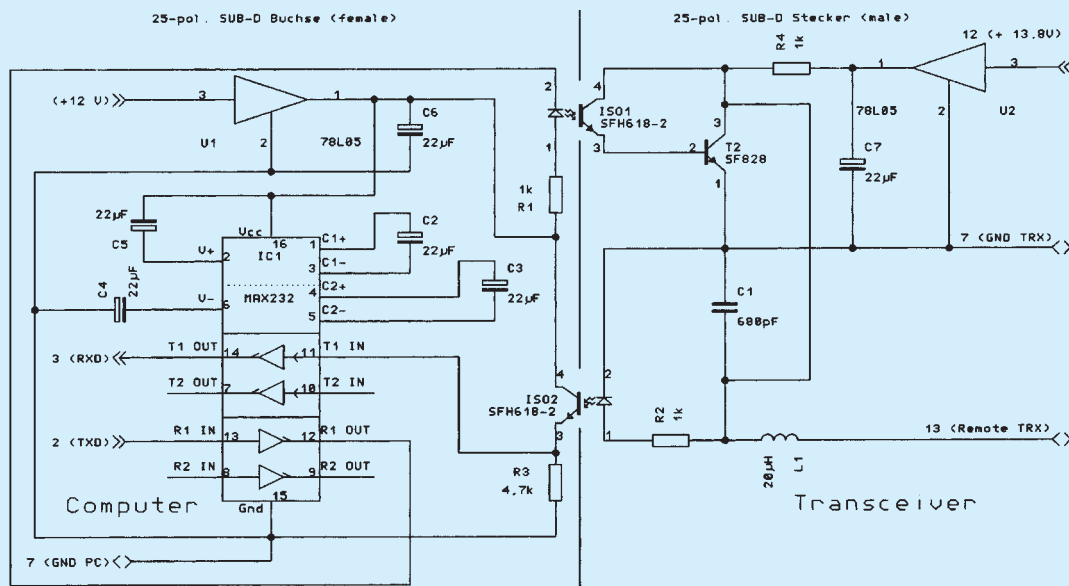 25-pol. SUB-D Buchse (female)
25-pol. SUB-D Stecker (male)
12 (+ 13,8V)
R4
1k
1
3
2
78L05
U2
(+12 V)
3
1
2
U1
78L05
C6
22µF
2
1
4
3
ISO1
SFH618-2
3
2
1
T2
SF828
C7
22µF
1k
R1
22µF
C5
Vcc
16
IC1
V+
2
1
C1+
C2
22µF
3
C1-
C4
22µF
V-
6
MAX232
4
C2+
5
C2-
C3
22µF
7 (GND TRX)
C1
680pF
3 (RXD)
T1 OUT
14
11
T1 IN
T2 OUT
7
10
T2 IN
2 (TXD)
R1 IN
13
12
R1 OUT
R2 IN
8
9
R2 OUT
15
Gnd
4
ISO2
SFH618-2
3
2
1
R2
1k
20µH
L1
13 (Remote TRX)
R3
4,7k
Computer
Transceiver
7 (GND PC)